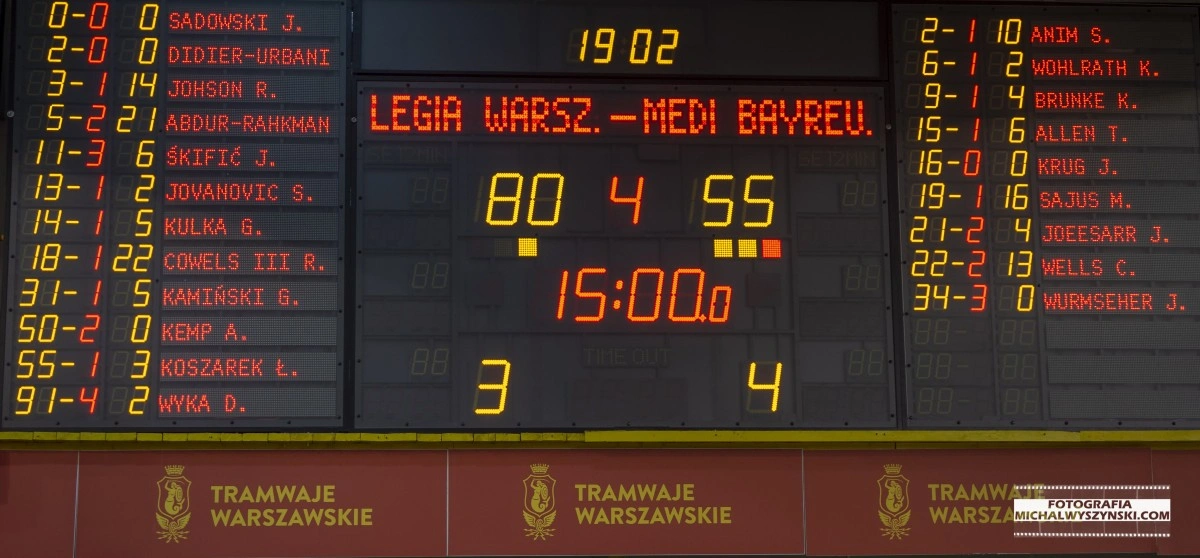 0-0 0 SADOWSKI J.
2-0 0 DIDIER-URBANI
3-1 14 JOHSON R.
5-2 21 ABDUR-RAHKMAN
11-3 6 ŚKIFIĆ J.
13-1 2 JOVANOVIC S.
14-1 5 KULKA G.
18-1 22 COWELS III R.
31-1 5 KAMIŃSKI G.
50-2 0 KEMP A.
55-1 3 KOSZAREK Ł.
91-4 2 WYKA D.
19:02
LEGIA WARSZ.-MEDI BAYREU.
80 4 55
15:00.0
TIMEOUT
3 4
2-1 10 ANIM S.
6-1 2 WOHLRATH K.
9-1 4 BRUNKE K.
15-1 6 ALLEN T.
16-0 0 KRUG J.
19-1 16 SAJUS M.
21-2 4 JOEESARR J.
22-2 13 WELLS C.
34-3 0 WURMSEHER J.
TRAMWAJE
WARSZAWSKIE
TRAMWAJE
WARSZAWSKIE
TRAMWAJE
WARSZA
FOTOGRAFIA
MICHALWYSZYNSKI.COM